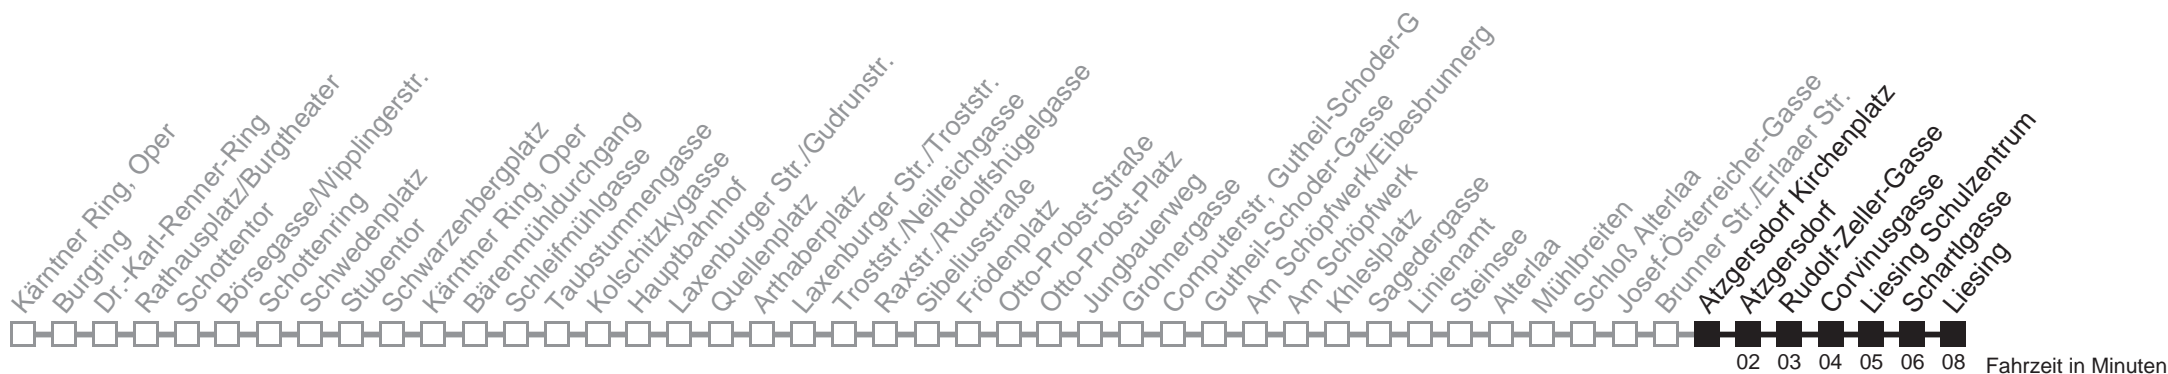 Kärntner Ring, Oper
Burgring
Dr.-Karl-Renner-Ring
Rathausplatz/Burgtheater
Schottentor
Börsegasse/Wipplingerstr.
Schottenring
Schwedenplatz
Stubentor
Schwarzenbergplatz
Kärntner Ring, Oper
Bärenmühldurchgang
Schleifmühlgasse
Taubstummengasse
Kolschitzkygasse
Hauptbahnhof
Laxenburger Str./Gudrunstr.
Quellenplatz
Arthaberplatz
Laxenburger Str./Troststr.
Troststr./Neilreichgasse
Raxstr./Rudolfshügelgasse
Sibeliusstraße
Frödenplatz
Otto-Probst-Straße
Otto-Probst-Platz
Jungbauerweg
Grohnergasse
Computerstr, Gutheil-Schoder-G
Gutheil-Schoder-Gasse
Am Schöpfwerk/Eibesbrunnerg
Am Schöpfwerk
Khleslplatz
Sagedergasse
Linienamt
Steinsee
Alterlaa
Mühlbreiten
Schloß Alterlaa
Josef-Österreicher-Gasse
Brunner Str./Erlaaer Str.
Atzgersdorf Kirchenplatz
Atzgersdorf
Rudolf-Zeller-Gasse
Corvinusgasse
Liesing Schulzentrum
Schartlgasse
Liesing
02 03 04 05 06 08 Fahrzeit in Minuten